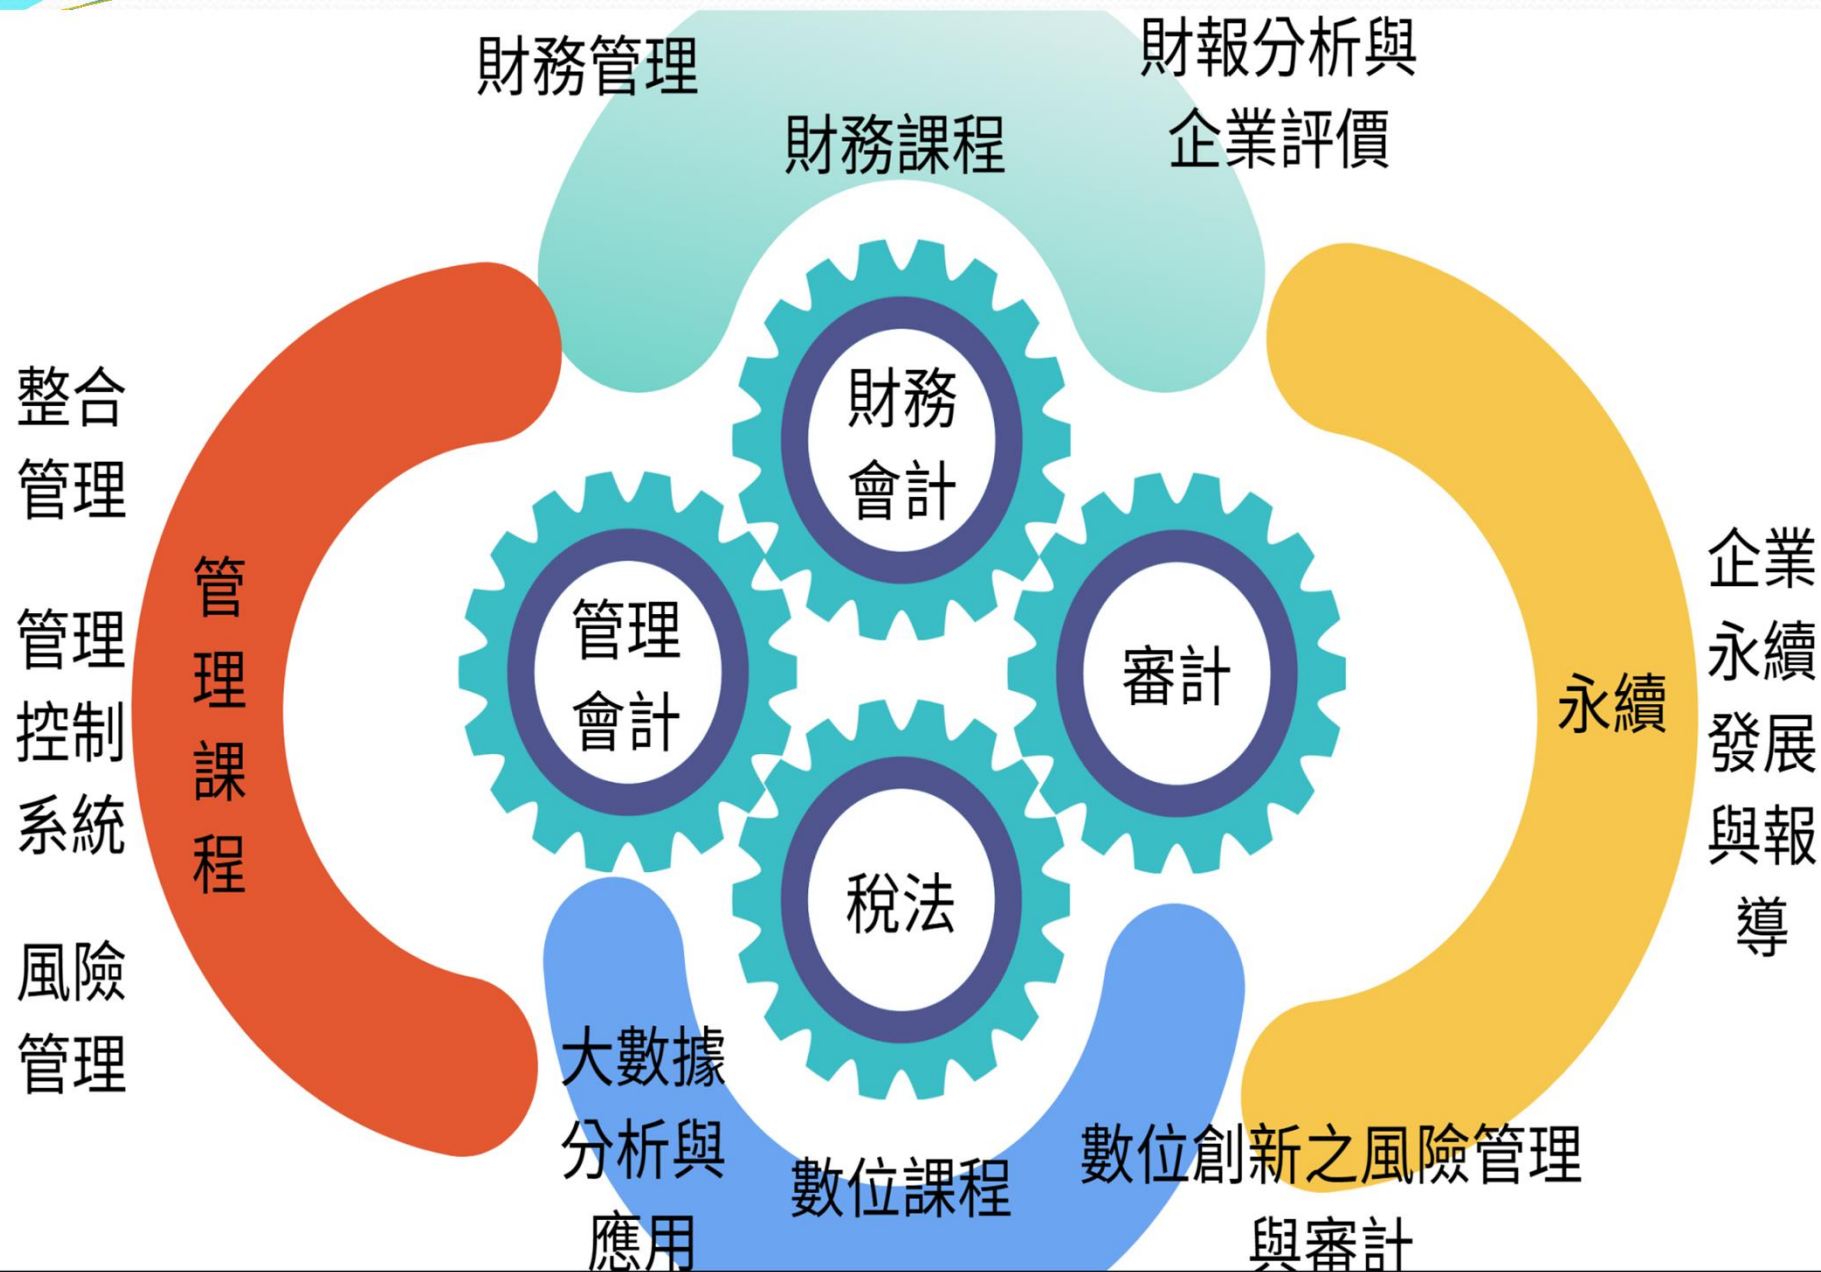 財務管理
財務課程
財報分析與
企業評價
整合
管理
管理
控制
系統
風險
管理
管
理
課
程
財務
會計
管理
會計
審計
稅法
永續
企業
永續
發展
與報
導
大數據
分析與
應用
數位課程
數位創新之風險管理
與審計